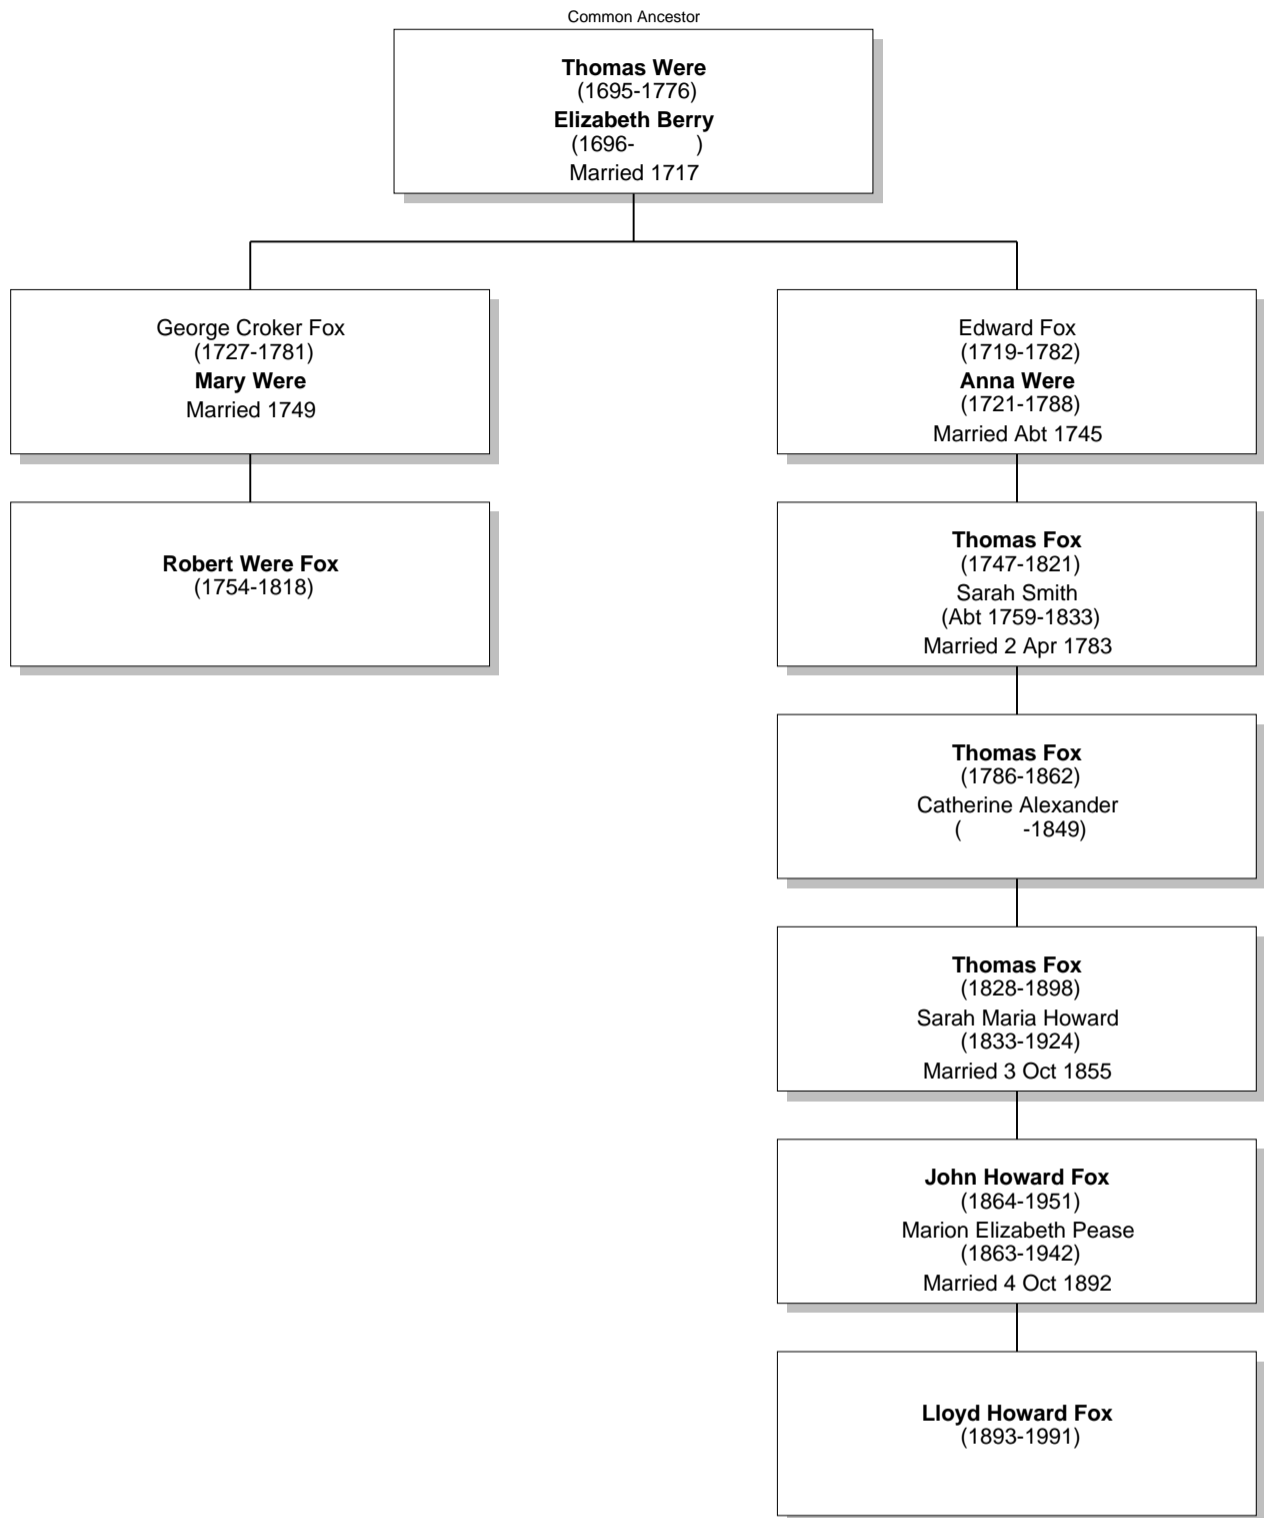 Common Ancestor
Thomas Were
(1695-1776)
Elizabeth Berry
(1696- )
Married 1717
George Croker Fox
(1727-1781)
Mary Were
Married 1749
Edward Fox
(1719-1782)
Anna Were
(1721-1788)
Married Abt 1745
Robert Were Fox
(1754-1818)
Thomas Fox
(1747-1821)
Sarah Smith
(Abt 1759-1833)
Married 2 Apr 1783
Thomas Fox
(1786-1862)
Catherine Alexander
( -1849)
Thomas Fox
(1828-1898)
Sarah Maria Howard
(1833-1924)
Married 3 Oct 1855
John Howard Fox
(1864-1951)
Marion Elizabeth Pease
(1863-1942)
Married 4 Oct 1892
Lloyd Howard Fox
(1893-1991)